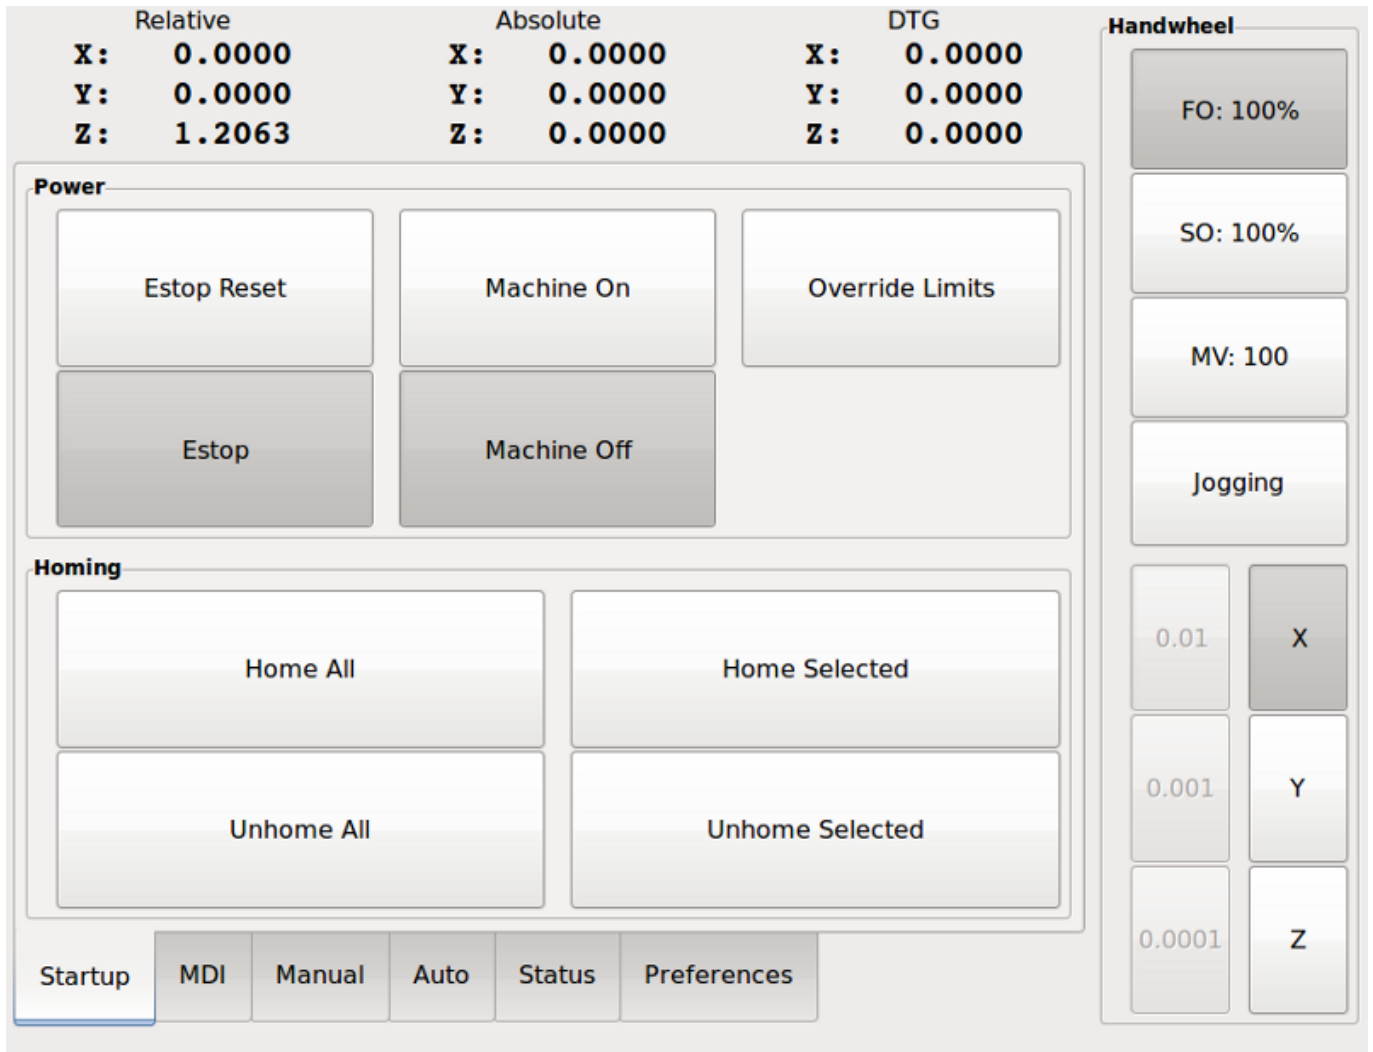 Relative Absolute DTG
X: 0.0000 X: 0.0000 X: 0.0000
Y: 0.0000 Y: 0.0000 Y: 0.0000
Z: 1.2063 Z: 0.0000 Z: 0.0000
Power
Estop Reset Machine On Override Limits
Estop Machine Off
Homing
Home All Home Selected
Unhome All Unhome Selected
Startup MDI Manual Auto Status Preferences
Handwheel
FO: 100%
SO: 100%
MV: 100
Jogging
0.01 X
0.001 Y
0.0001 Z